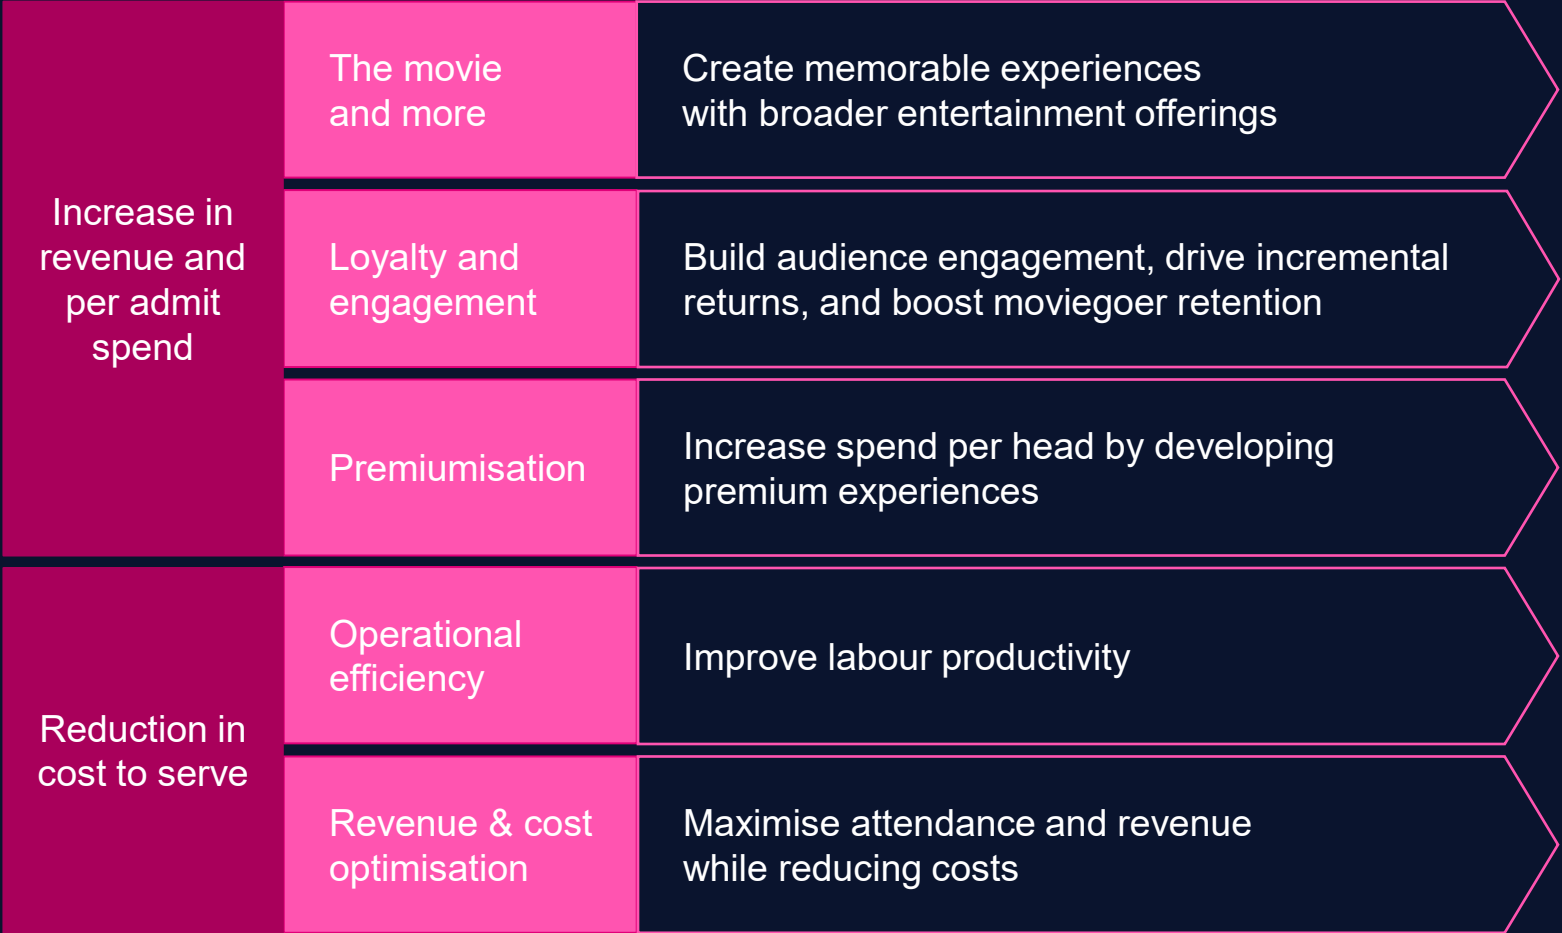 Increase in
revenue and
per admit
spend
The movie
and more
Create memorable experiences
with broader entertainment offerings
Loyalty and
engagement
Build audience engagement, drive incremental
returns, and boost moviegoer retention
Premiumisation
Increase spend per head by developing
premium experiences
Reduction in
cost to serve
Operational
efficiency
Improve labour productivity
Revenue & cost
optimisation
Maximise attendance and revenue
while reducing costs